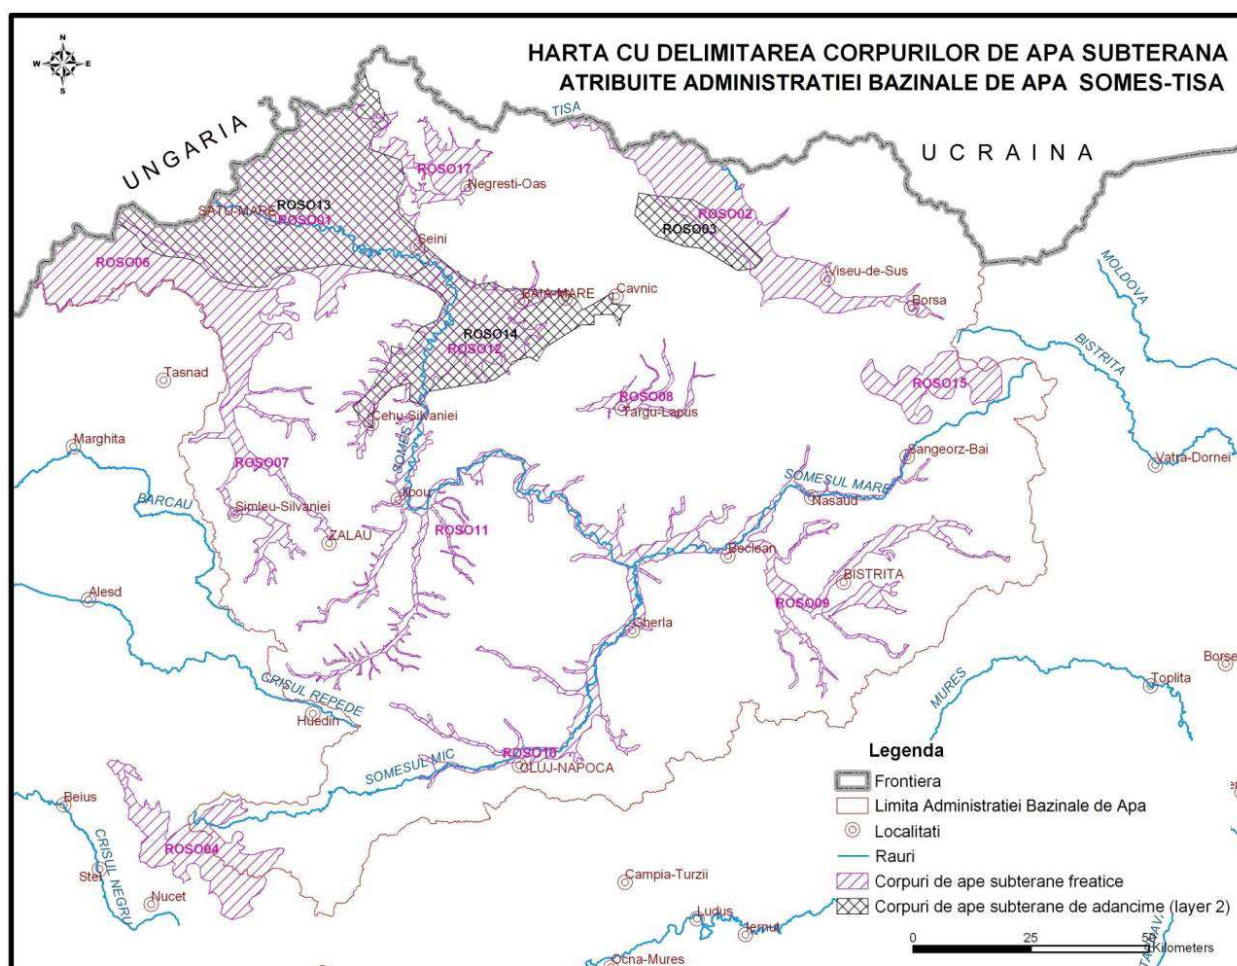 N
W E
S
HARTA CU DELIMITAREA CORPURILOR DE APA SUBTERANA
ATRIBUITE ADMINISTRATIEI BAZINALE DE APA SOMES-TISA
TISA
UNGARIA
UCRAINA
ROSO17
Negresti-Oas
ROSO13
SATU-MARE
ROSO01
ROSO02
ROSO03
Seini
ROSO06
Viseu-de-Sus
MOLDOVA
BAIA-MARE
Cavnic
Borsa
ROSO14
ROSO12
BISTRITA
Tasnad
ROSO15
ROSO08
Targu-Lapus
Cehu-Silvaniei
Marghita
SOMES
Sangeorz-Bai
Vatra-Dornei
ROSO07
BARCAU
Jibou
SOMESUL MARE
Nasaud
Simleu-Silvaniei
ROSO11
ZALAU
Beclean
BISTRITA
Alesd
ROSO09
Gherla
Borse
CRISUL REPEDE
MURES
Toplita
Huedin
ROSO10
SOMESUL MIC
CLUJ-NAPOCA
Legenda
Frontiera
Beius
Limita Administratiei Bazinale de Apa
Localitati
CRISUL NEGRU
ROSO04
Rauri
Stei
Campia-Turzii
Corpuri de ape subterane freatice
Nucet
Corpuri de ape subterane de adancime (layer 2)
Ludus
Iernut
0 25 50
Kilometers
Ocna-Mures